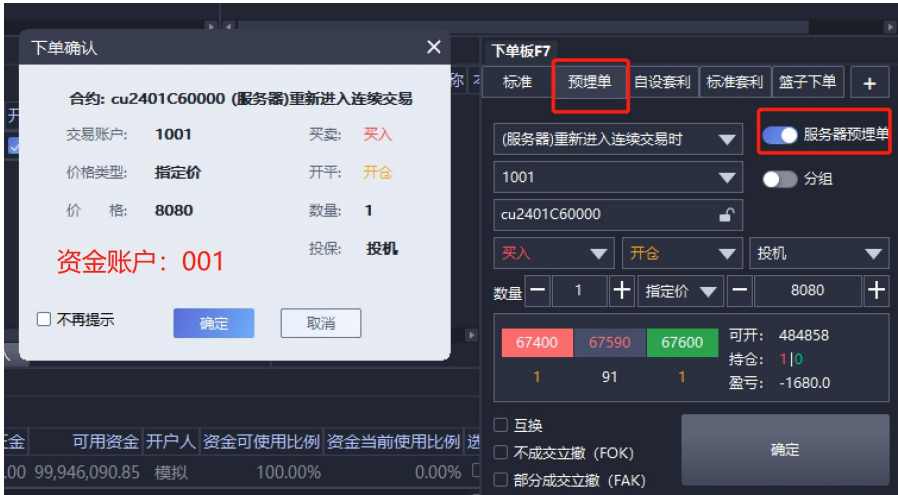 下单确认
合约: cu2401C60000 (服务器)重新进入连续交易
交易账户: 1001 买卖: 买入
价格类型: 指定价 开平: 开仓
价 格: 8080 数量: 1
投保: 投机
资金账户：001
不再提示 确定 取消
称
开
下单板F7
标准 预埋单 自设套利 标准套利 篮子下单 +
(服务器)重新进入连续交易时 服务器预埋单
1001 分组
cu2401C60000
买入 开仓 投机
数量 − 1 + 指定价 − 8080 +
67400 67590 67600 可开: 484858
持仓: 1|0
1 91 1 盈亏: -1680.0
互换
不成交立撤 (FOK) 确定
部分成交立撤 (FAK)
金 可用资金 开户人 资金可使用比例 资金当前使用比例
.00 99,946,090.85 模拟 100.00% 0.00%